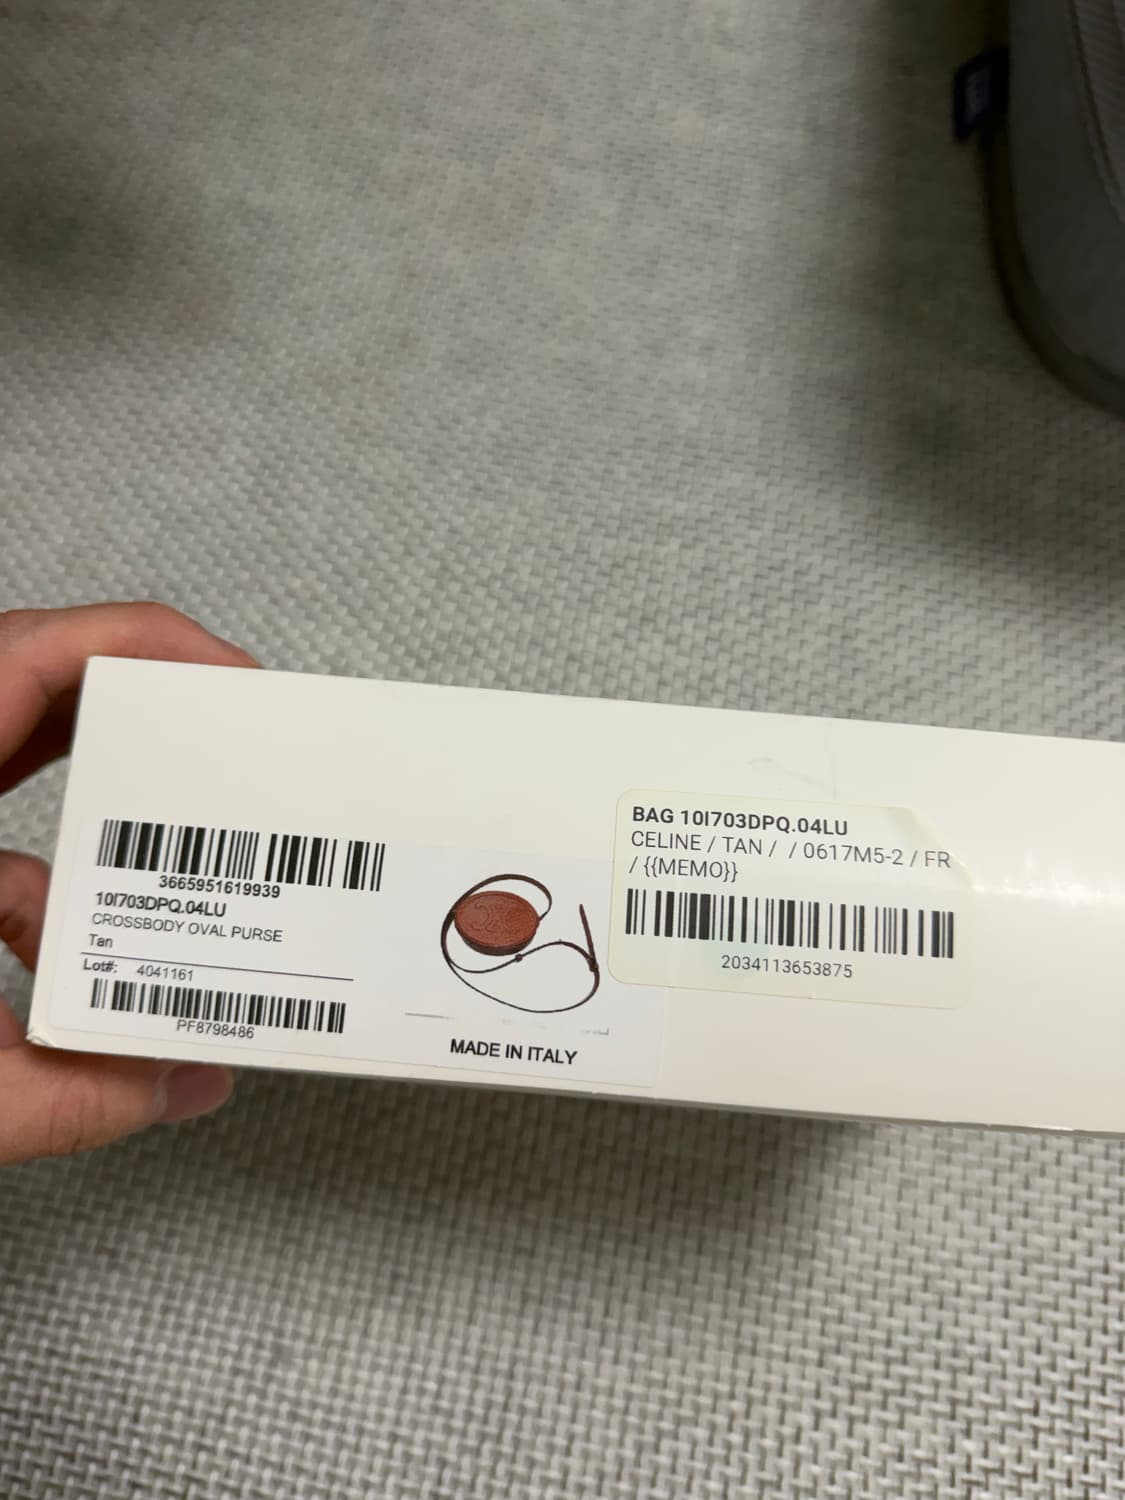 3665951619939
10I703DPQ.04LU
CROSSBODY OVAL PURSE
Tan
Lot#: 4041161
PF8798486
MADE IN ITALY
BAG 10I703DPQ.04LU
CELINE / TAN / / 0617M5-2 / FR
/ {{MEMO}}
2034113653875